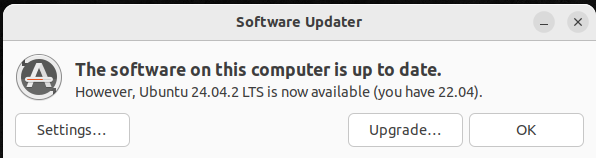 Software Updater
The software on this computer is up to date.
However, Ubuntu 24.04.2 LTS is now available (you have 22.04).
Settings…
Upgrade…
OK